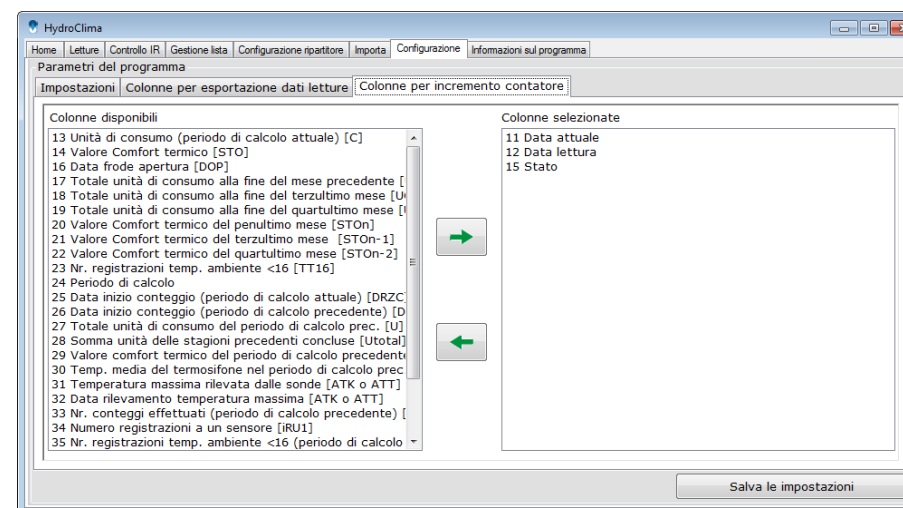 HydroClima
Home Letture Controllo IR Gestione lista Configurazione ripartitore Importa Configurazione Informazioni sul programma
Parametri del programma
Impostazioni Colonne per esportazione dati letture Colonne per incremento contatore
Colonne disponibili
13 Unità di consumo (periodo di calcolo attuale) [C]
14 Valore Comfort termico [STO]
16 Data frode apertura [DOP]
17 Totale unità di consumo alla fine del mese precedente [
18 Totale unità di consumo alla fine del terzultimo mese [U
19 Totale unità di consumo alla fine del quartultimo mese [
20 Valore Comfort termico del penultimo mese [STOn]
21 Valore Comfort termico del terzultimo mese [STOn-1]
22 Valore Comfort termico del quartultimo mese [STOn-2]
23 Nr. registrazioni temp. ambiente <16 [TT16]
24 Periodo di calcolo
25 Data inizio conteggio (periodo di calcolo attuale) [DRZC]
26 Data inizio conteggio (periodo di calcolo precedente) [D
27 Totale unità di consumo del periodo di calcolo prec. [U]
28 Somma unità delle stagioni precedenti concluse [Utotal]
29 Valore comfort termico del periodo di calcolo precedente
30 Temp. media del termosifone nel periodo di calcolo prec
31 Temperatura massima rilevata dalle sonde [ATK o ATT]
32 Data rilevamento temperatura massima [ATK o ATT]
33 Nr. conteggi effettuati (periodo di calcolo precedente) [
34 Numero registrazioni a un sensore [iRU1]
35 Nr. registrazioni temp. ambiente <16 (periodo di calcolo
Colonne selezionate
11 Data attuale
12 Data lettura
15 Stato
Salva le impostazioni